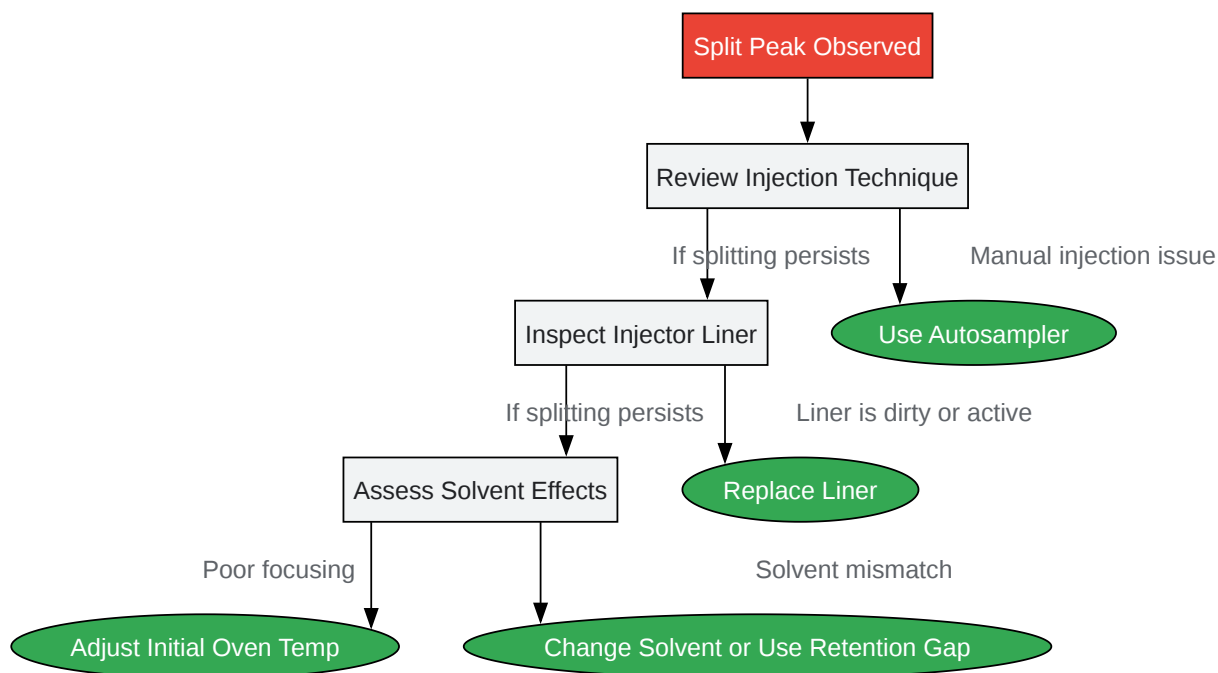 Split Peak Observed
Review Injection Technique
If splitting persists
Manual injection issue
Inspect Injector Liner
Use Autosampler
If splitting persists
Liner is dirty or active
Assess Solvent Effects
Replace Liner
Poor focusing
Solvent mismatch
Adjust Initial Oven Temp
Change Solvent or Use Retention Gap